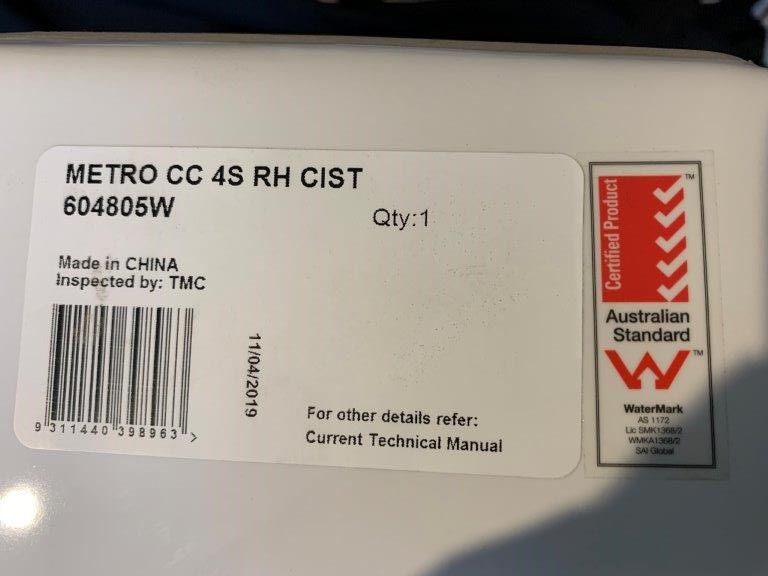 METRO CC 4S RH CIST
604805W
Qty:1
Made in CHINA
Inspected by: TMC
9 311440 398963 >
11/04/2019
For other details refer:
Current Technical Manual
Certified Product
TM
Australian
Standard
TM
WaterMark
AS 1172
Lic SMK1368/2
WMKA1368/2
SAI Global